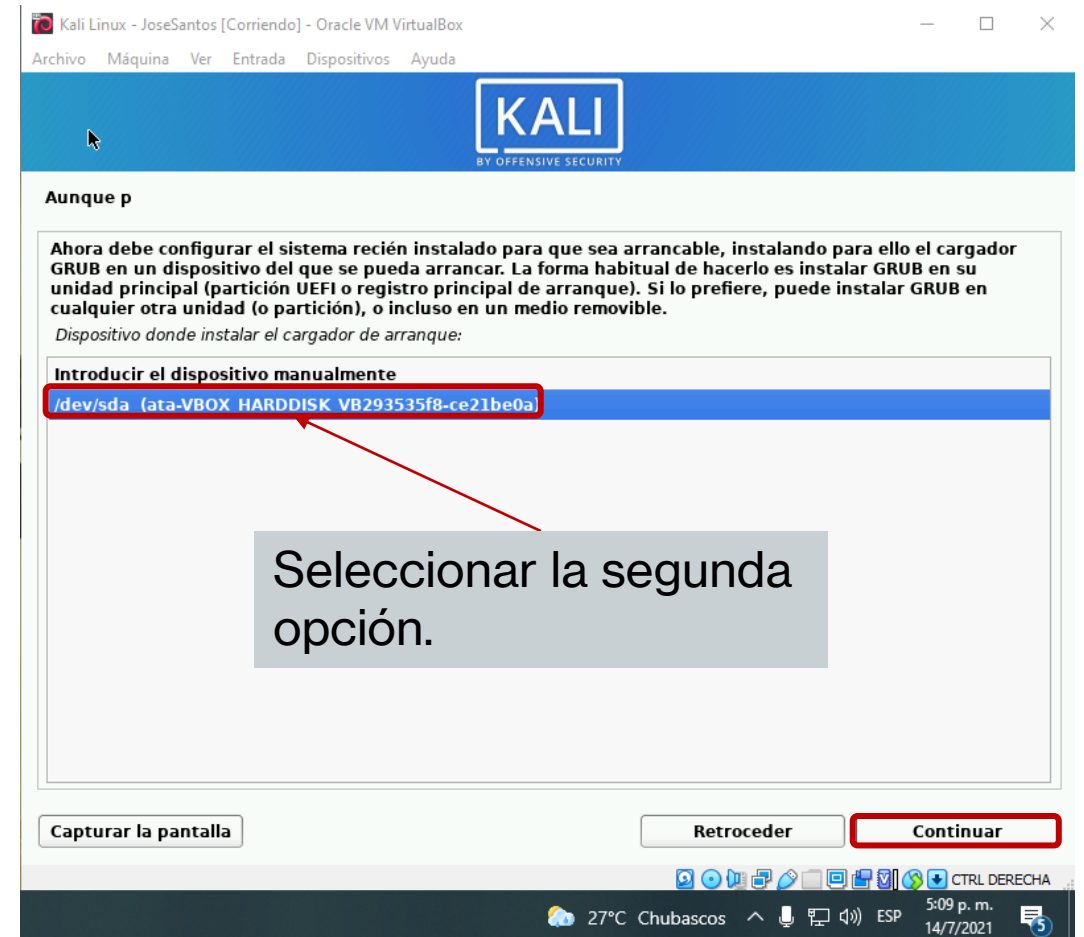 Kali Linux - JoseSantos [Corriendo] - Oracle VM VirtualBox
Archivo Máquina Ver Entrada Dispositivos Ayuda
KALI
BY OFFENSIVE SECURITY
Aunque p
Ahora debe configurar el sistema recién instalado para que sea arrancable, instalando para ello el cargador
GRUB en un dispositivo del que se pueda arrancar. La forma habitual de hacerlo es instalar GRUB en su
unidad principal (partición UEFI o registro principal de arranque). Si lo prefiere, puede instalar GRUB en
cualquier otra unidad (o partición), o incluso en un medio removible.
Dispositivo donde instalar el cargador de arranque:
Introducir el dispositivo manualmente
/dev/sda (ata-VBOX_HARDDISK_VB293535f8-ce21be0a)
Seleccionar la segunda
opción.
Capturar la pantalla
Retroceder
Continuar
CTRL DERECHA
27°C Chubascos
ESP
5:09 p. m.
14/7/2021
5